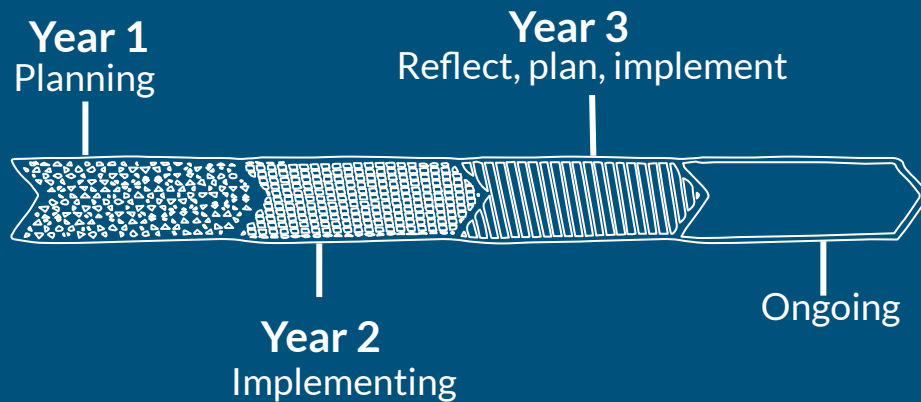 Year 1
Planning
Year 2
Implementing
Year 3
Reflect, plan, implement
Ongoing